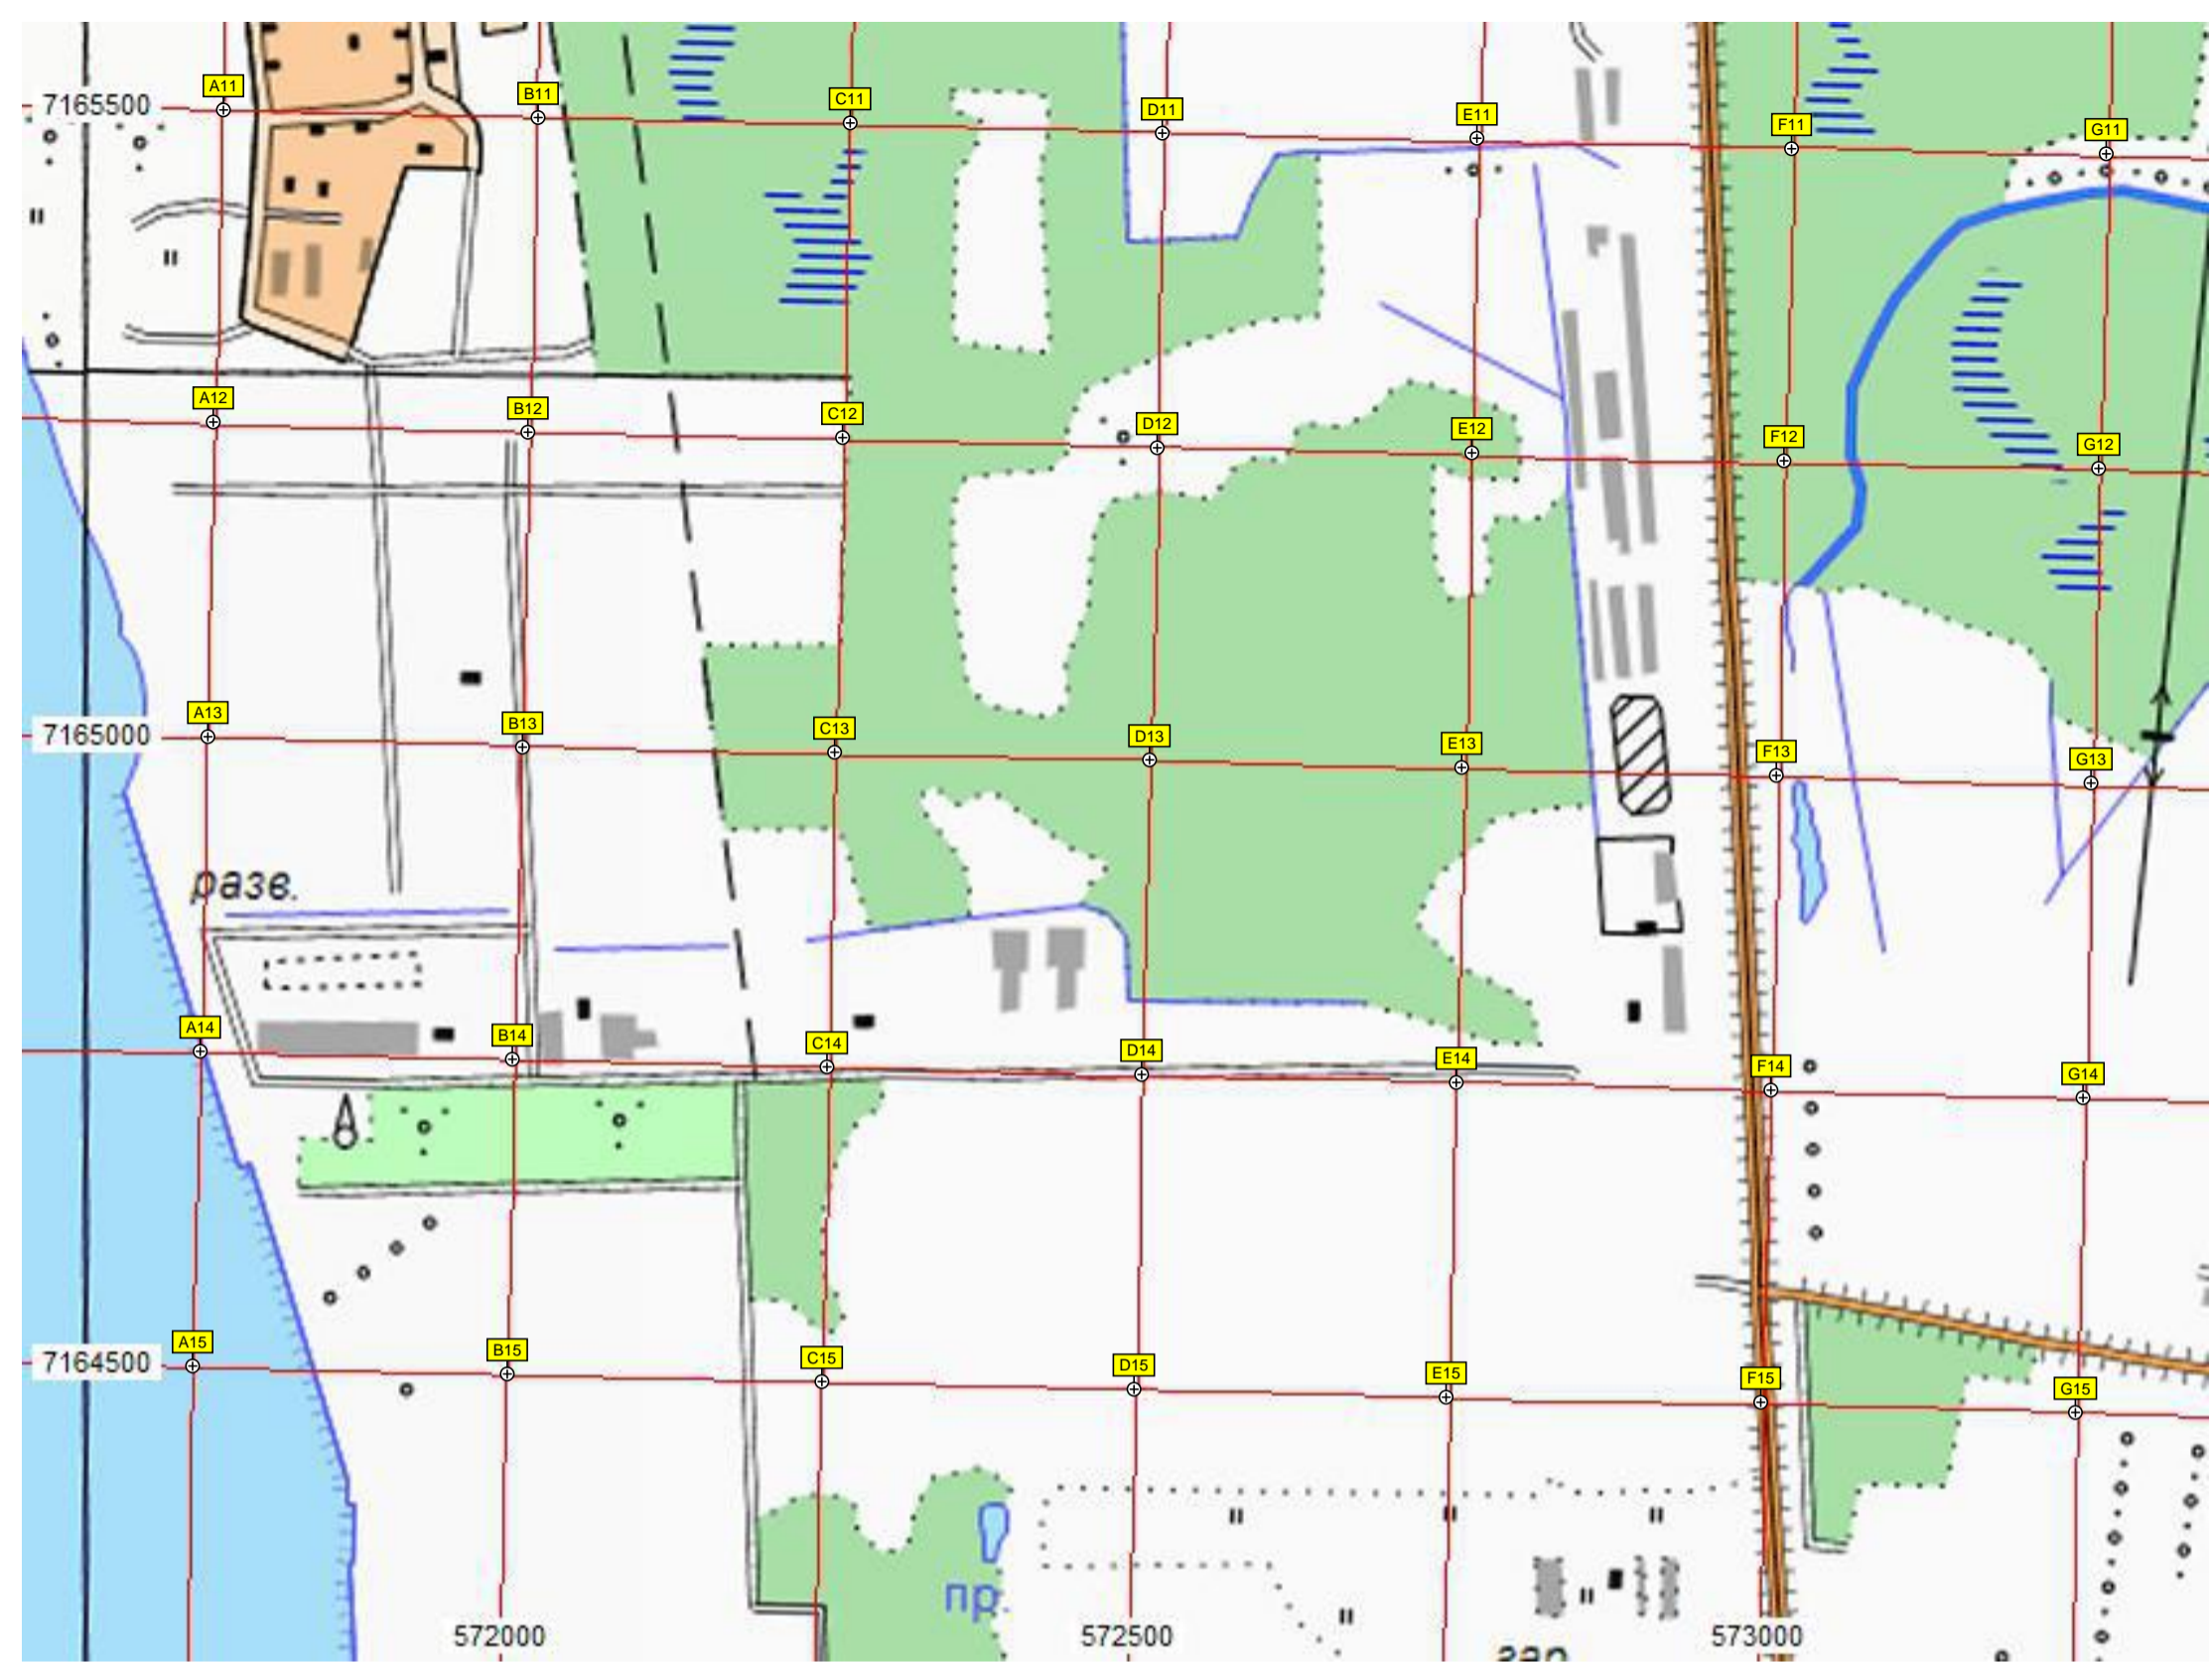 A11 B11 C11 D11 E11 F11 G11
7165500
A12 B12 C12 D12 E12 F12 G12
A13 B13 C13 D13 E13 F13 G13
7165000
разв.
A14 B14 C14 D14 E14 F14 G14
A15 B15 C15 D15 E15 F15 G15
7164500
пр.
572000 572500 573000